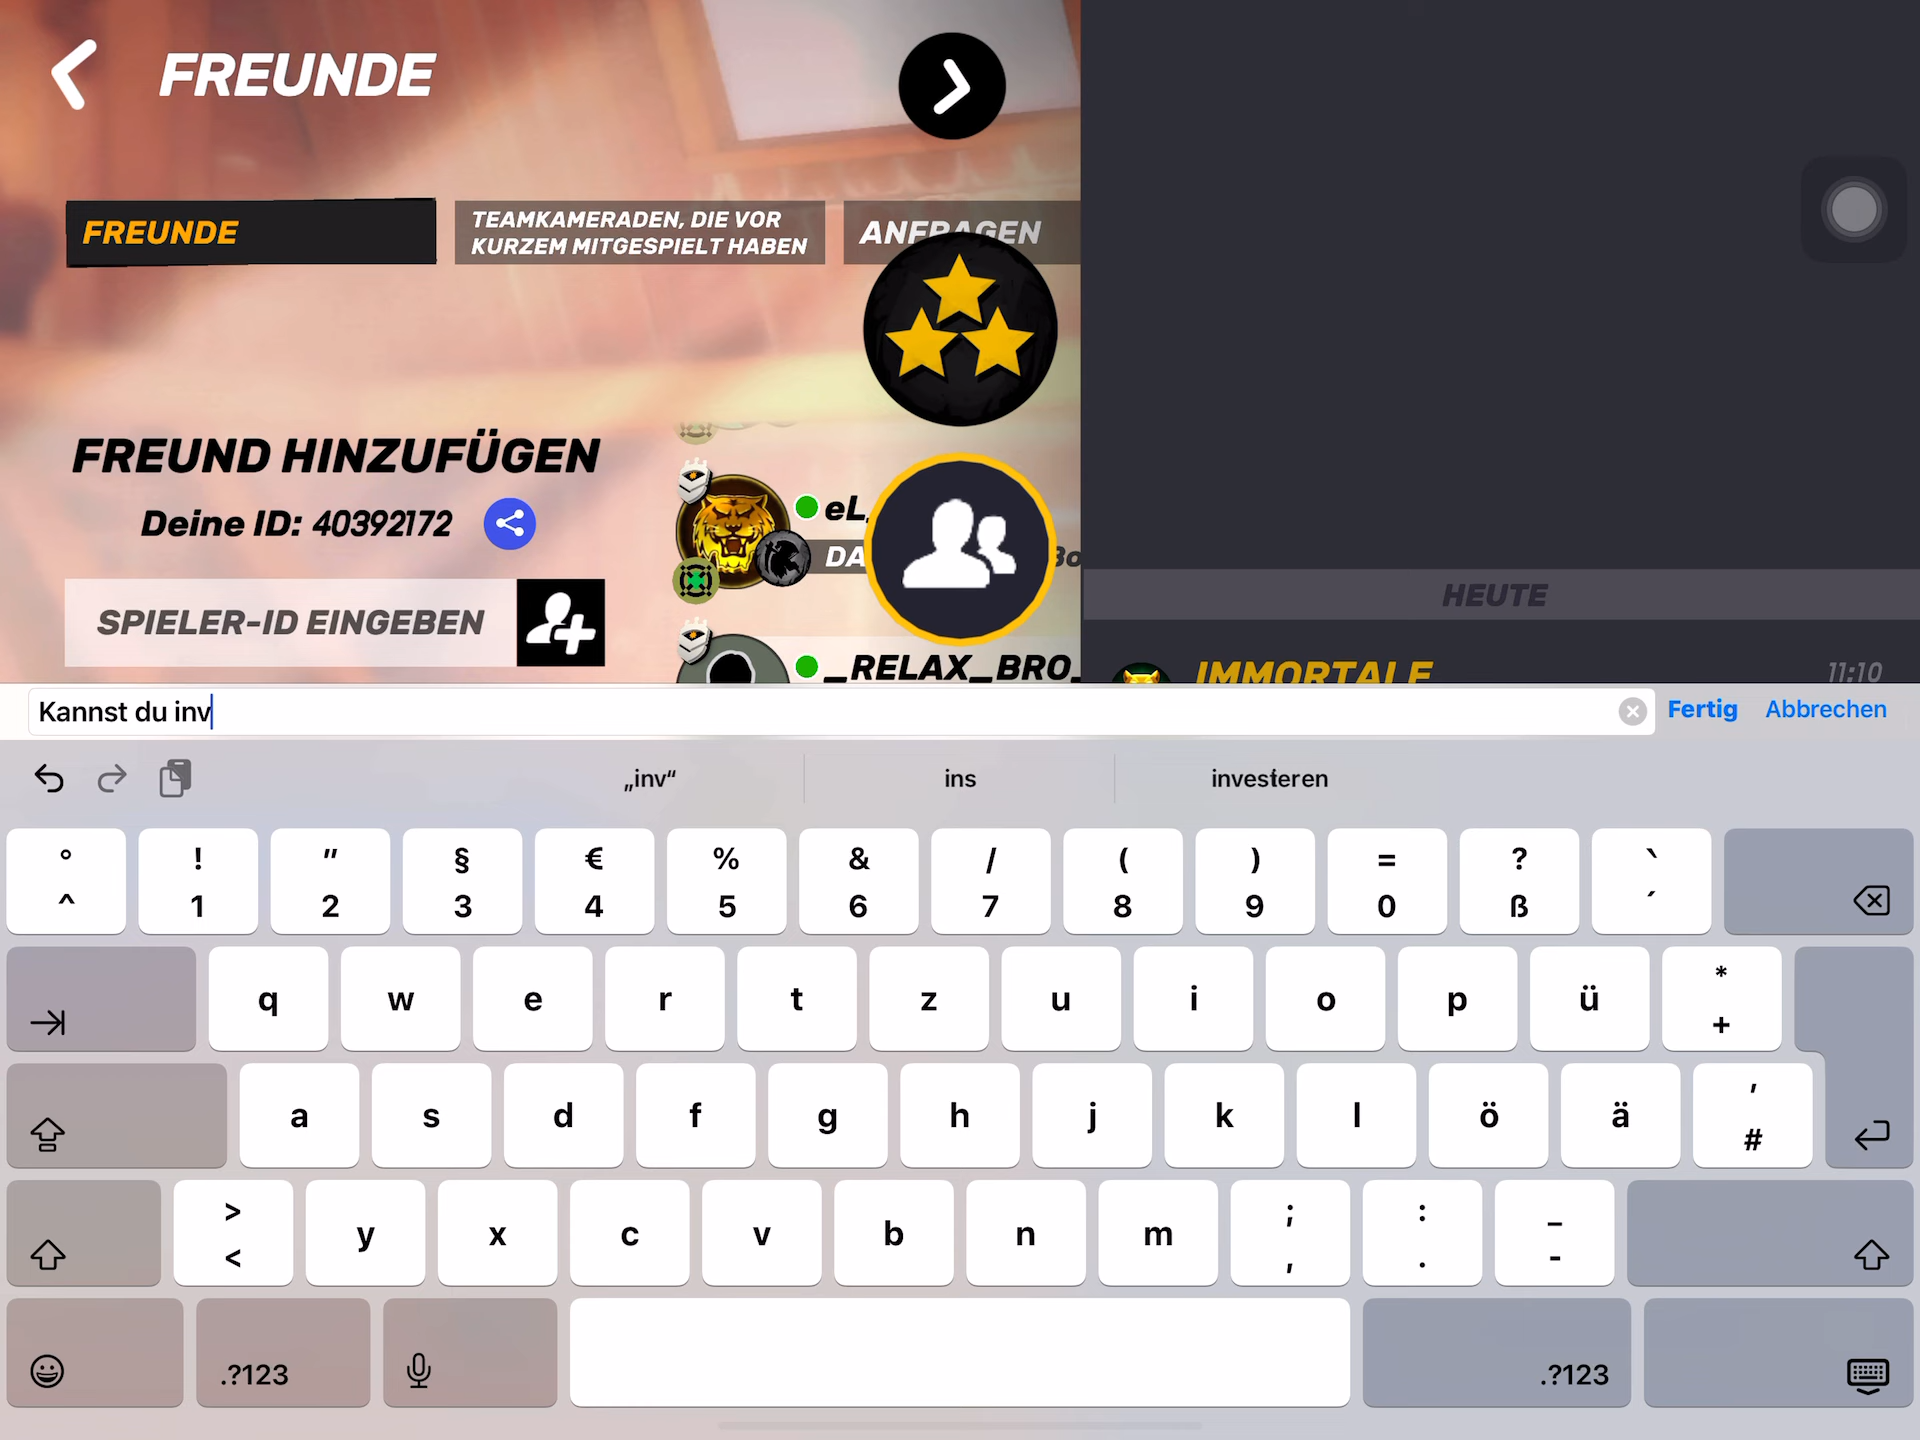 FREUNDE
FREUNDE
TEAMKAMERADEN, DIE VOR
KURZEM MITGESPIELT HABEN
ANFRAGEN
FREUND HINZUFÜGEN
Deine ID: 40392172
SPIELER-ID EINGEBEN
eL
DA
_RELAX_BRO_
HEUTE
IMMORTALE
11:10
Kannst du inv
Fertig
Abbrechen
„inv“
ins
investeren
° ! " § € % & / ( ) = ? `
^ 1 2 3 4 5 6 7 8 9 0 ß ´
q w e r t z u i o p ü * +
a s d f g h j k l ö ä ' #
> < y x c v b n m ; , : . _ -
.?123
.?123